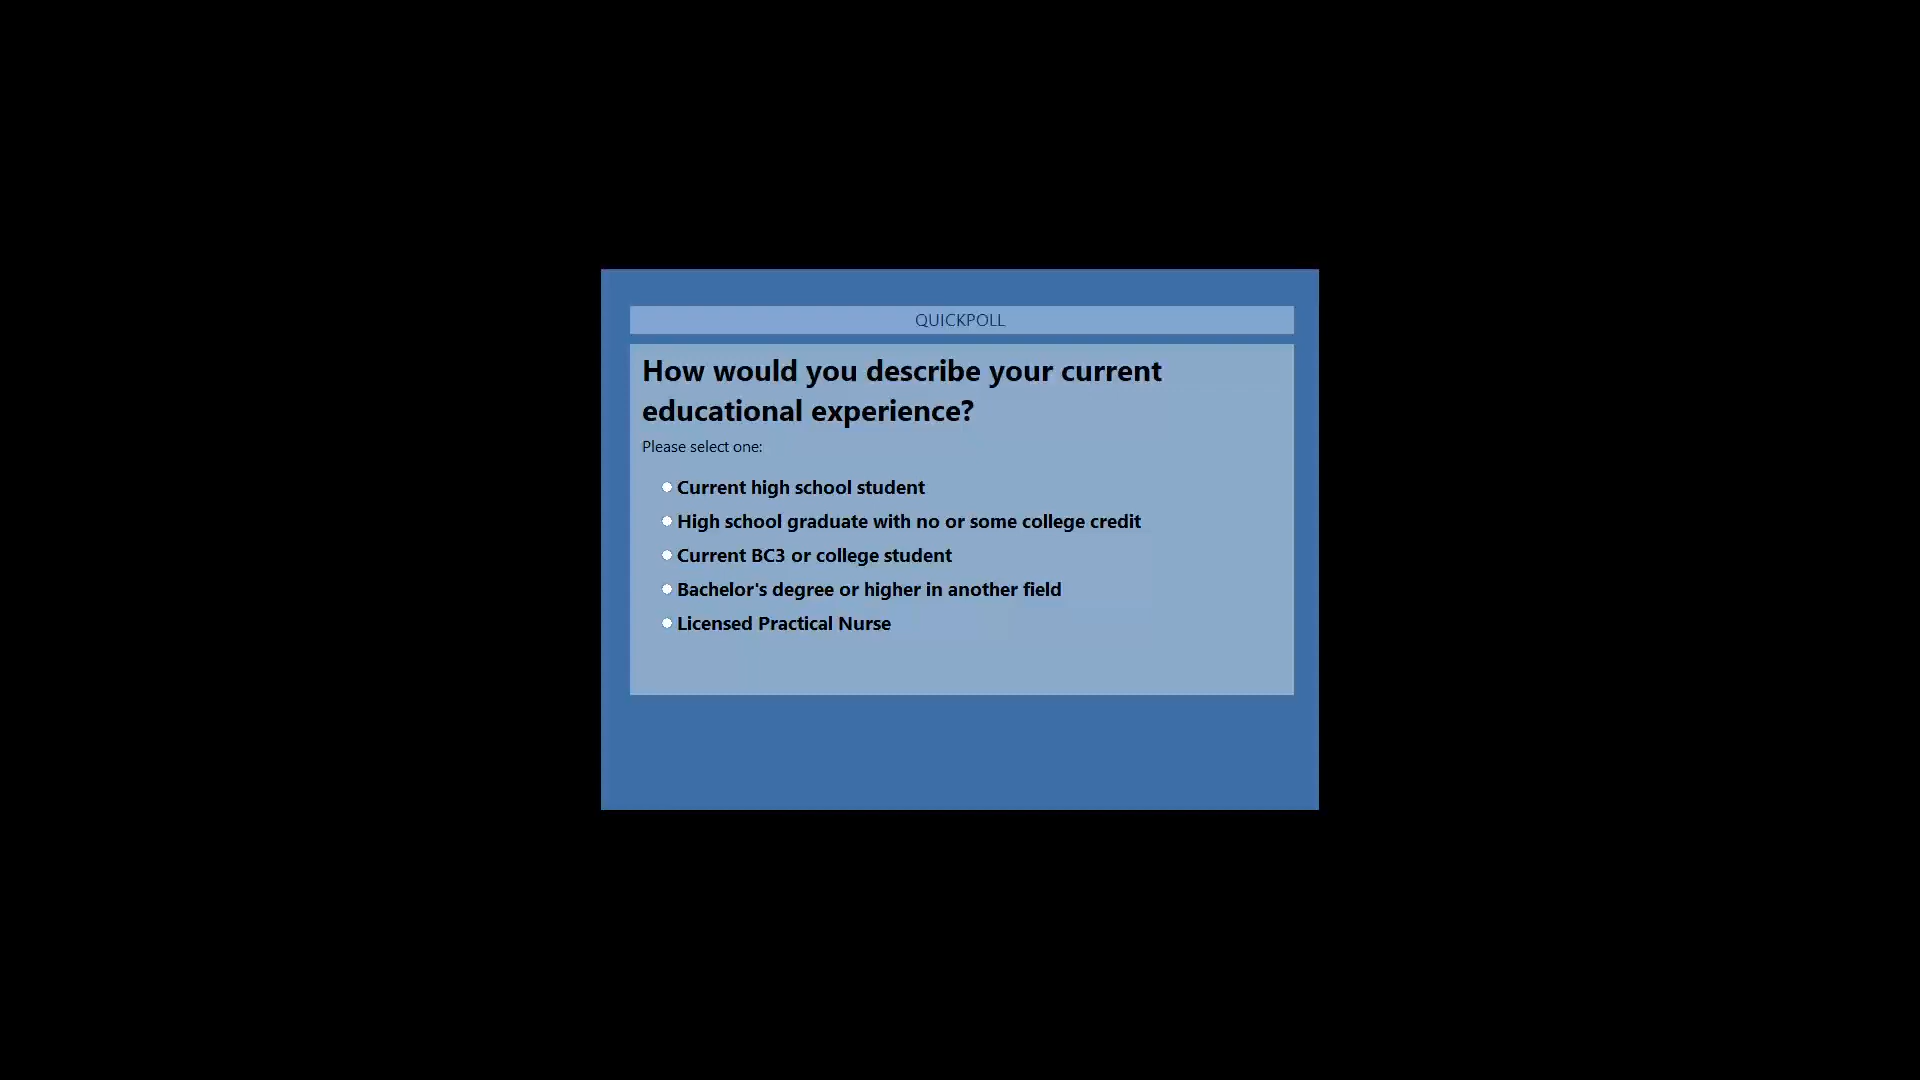 QUICKPOLL
How would you describe your current
educational experience?
Please select one:
Current high school student
High school graduate with no or some college credit
Current BC3 or college student
Bachelor's degree or higher in another field
Licensed Practical Nurse